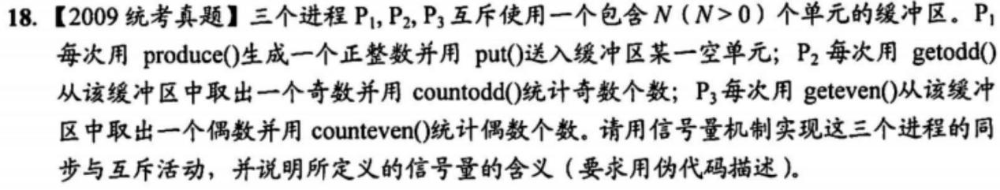 18. 【2009 统考真题】三个进程 P₁, P₂, P₃ 互斥使用一个包含 N（N > 0）个单元的缓冲区。P₁
每次用 produce()生成一个正整数并用 put()送入缓冲区某一空单元；P₂ 每次用 getodd()
从该缓冲区中取出一个奇数并用 countodd()统计奇数个数；P₃ 每次用 geteven()从该缓冲
区中取出一个偶数并用 counteven()统计偶数个数。请用信号量机制实现这三个进程的同
步与互斥活动，并说明所定义的信号量的含义（要求用伪代码描述）。